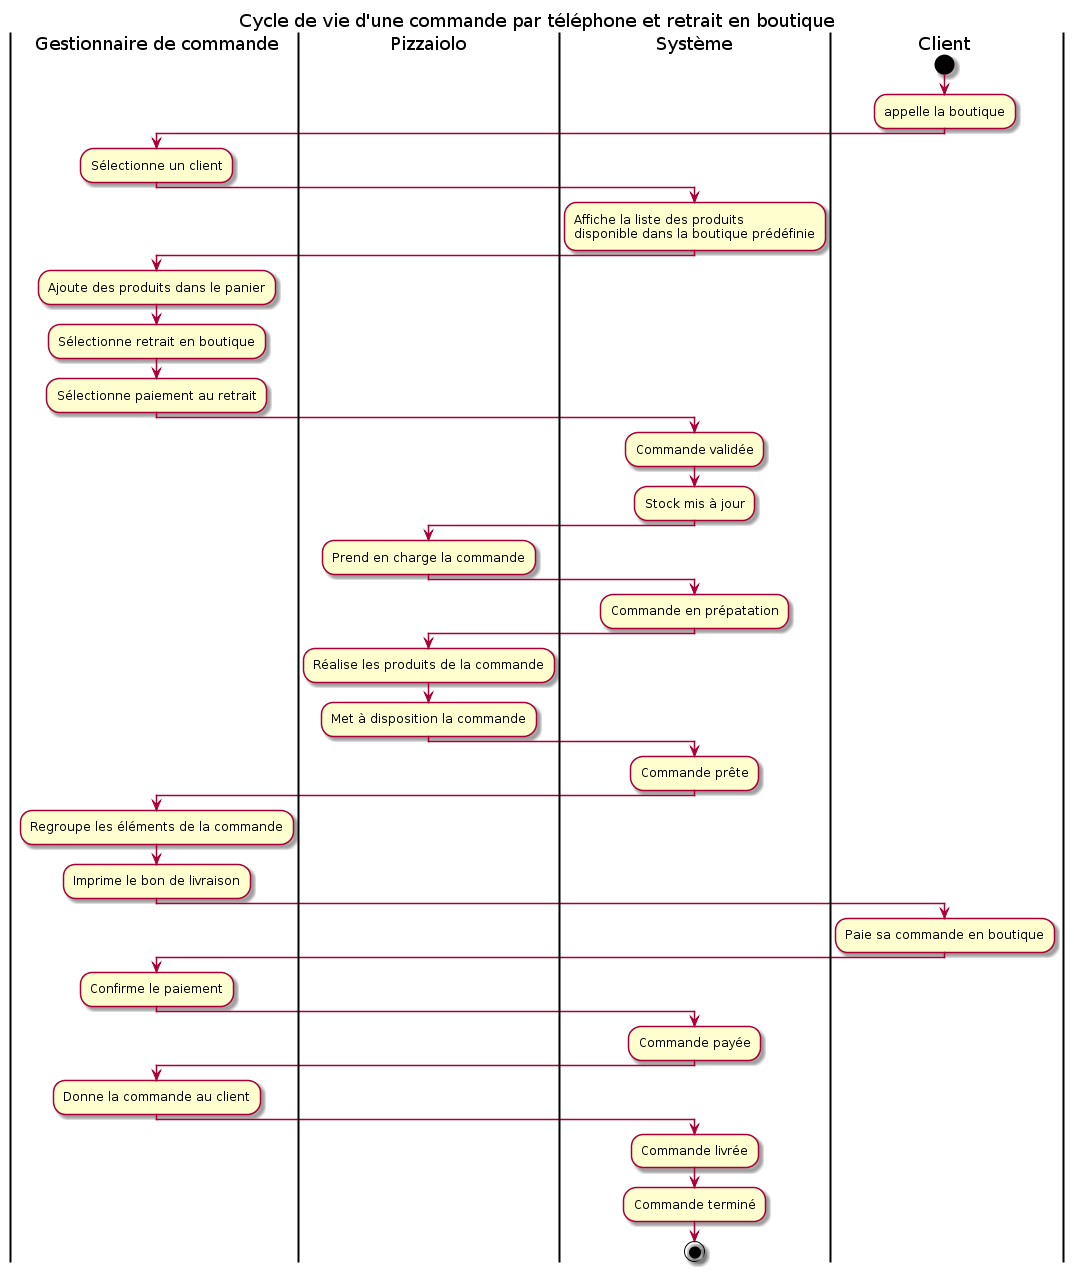 Cycle de vie d'une commande par téléphone et retrait en boutique
Gestionnaire de commande
Pizzaiolo
Système
Client
appelle la boutique
Sélectionne un client
Affiche la liste des produits
disponible dans la boutique prédéfinie
Ajoute des produits dans le panier
Sélectionne retrait en boutique
Sélectionne paiement au retrait
Commande validée
Stock mis à jour
Prend en charge la commande
Commande en prépatation
Réalise les produits de la commande
Met à disposition la commande
Commande prête
Regroupe les éléments de la commande
Imprime le bon de livraison
Paie sa commande en boutique
Confirme le paiement
Commande payée
Donne la commande au client
Commande livrée
Commande terminé